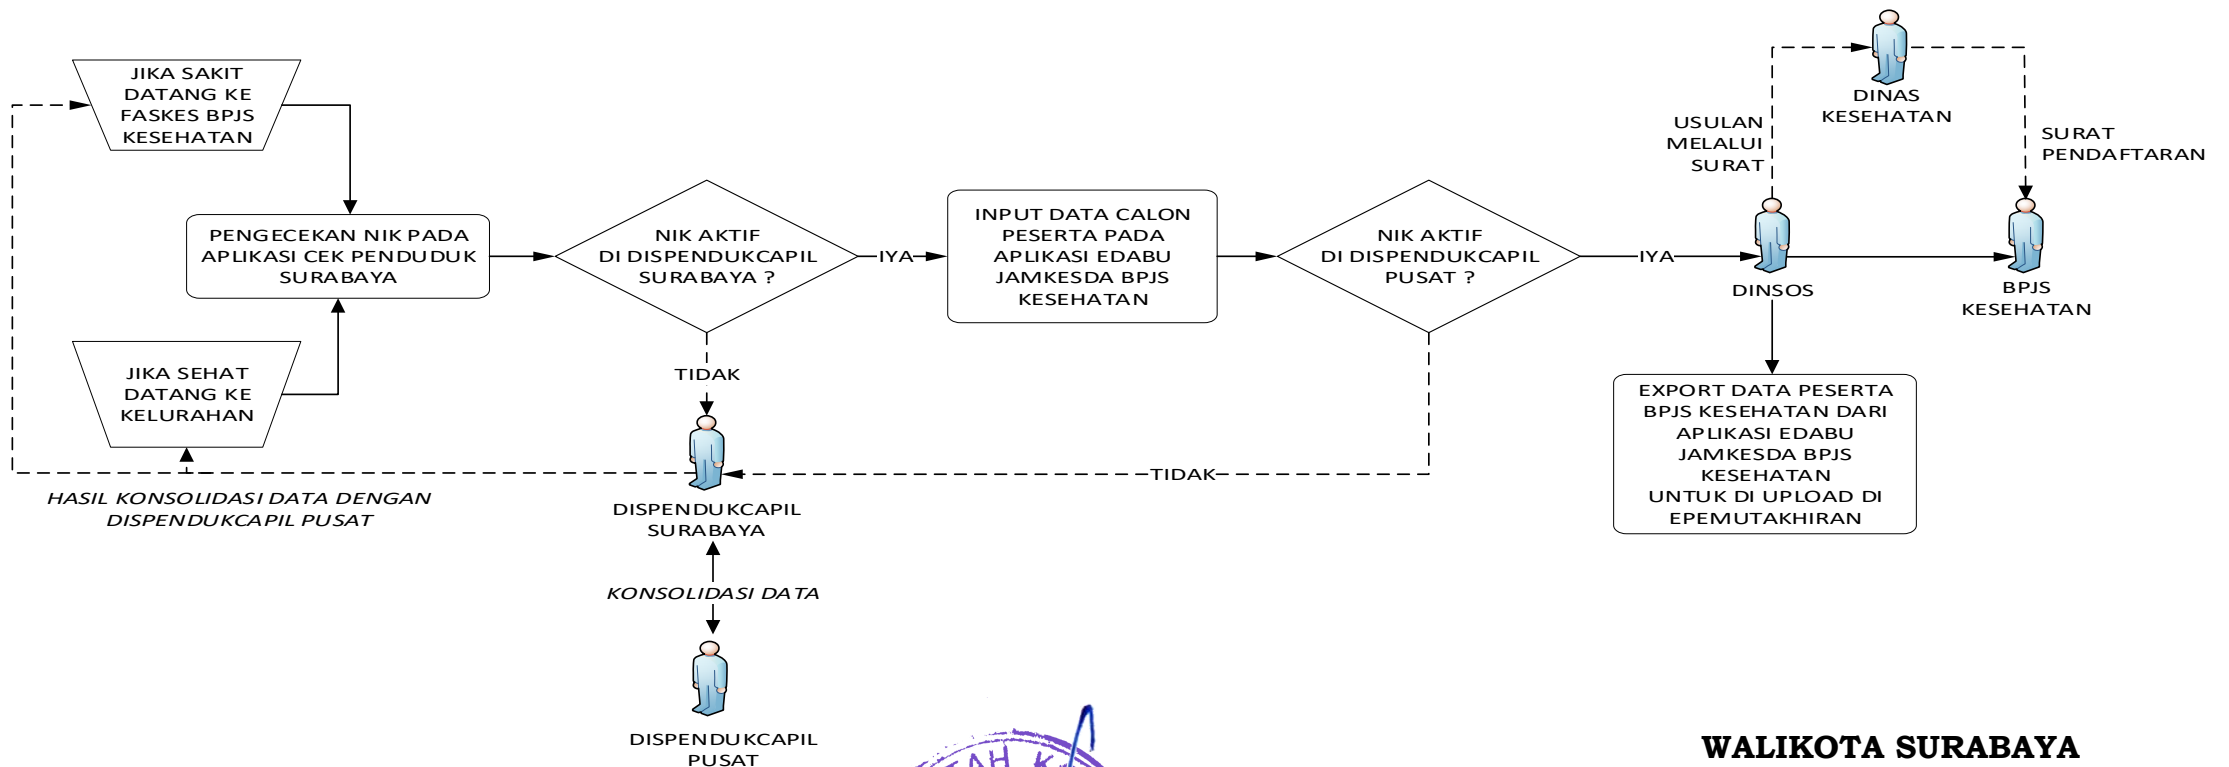 JIKA SAKIT
DATANG KE
FASKES BPJS
KESEHATAN
PENGECEKAN NIK PADA
APLIKASI CEK PENDUDUK
SURABAYA
JIKA SEHAT
DATANG KE
KELURAHAN
HASIL KONSOLIDASI DATA DENGAN
DISPENDUKCAPIL PUSAT
NIK AKTIF
DI DISPENDUKCAPIL
SURABAYA ?
IYA
TIDAK
DISPENDUKCAPIL
SURABAYA
KONSOLIDASI DATA
DISPENDUKCAPIL
PUSAT
INPUT DATA CALON
PESERTA PADA
APLIKASI EDABU
JAMKESDA BPJS
KESEHATAN
NIK AKTIF
DI DISPENDUKCAPIL
PUSAT ?
IYA
TIDAK
USULAN
MELALUI
SURAT
DINAS
KESEHATAN
SURAT
PENDAFTARAN
DINSOS
BPJS
KESEHATAN
EXPORT DATA PESERTA
BPJS KESEHATAN DARI
APLIKASI EDABU
JAMKESDA BPJS
KESEHATAN
UNTUK DI UPLOAD DI
EPEMUTAKHIRAN
WALIKOTA SURABAYA